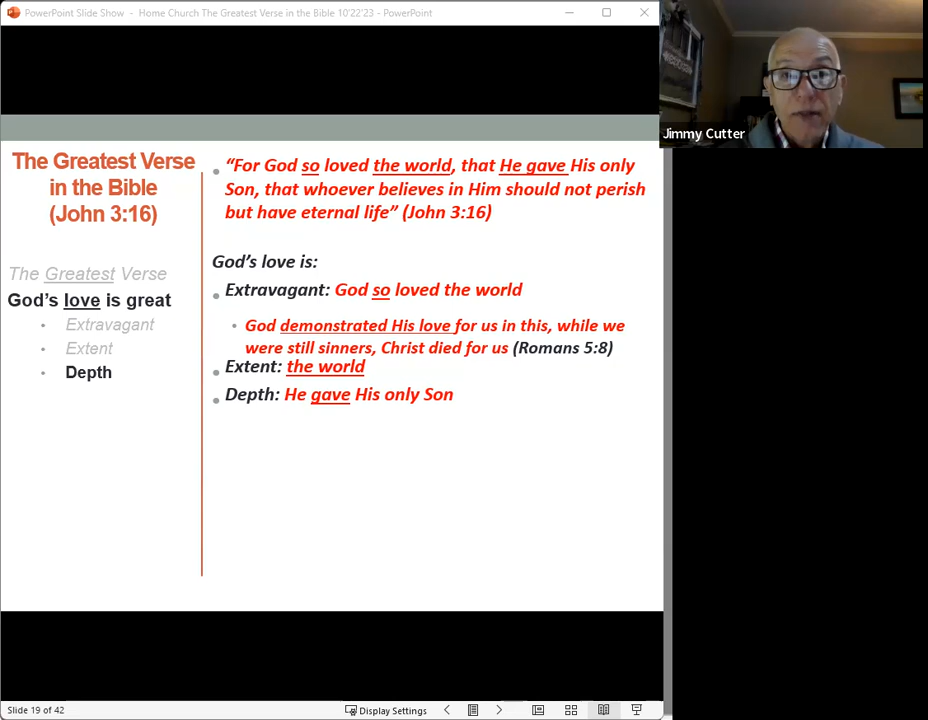 PowerPoint Slide Show - Home Church The Greatest Verse in the Bible 10'22'23 - PowerPoint
Jimmy Cutter
The Greatest Verse
in the Bible
(John 3:16)
The Greatest Verse
God's love is great
• Extravagant
• Extent
• Depth
• “For God so loved the world, that He gave His only
Son, that whoever believes in Him should not perish
but have eternal life” (John 3:16)
God's love is:
• Extravagant: God so loved the world
• God demonstrated His love for us in this, while we
were still sinners, Christ died for us (Romans 5:8)
• Extent: the world
• Depth: He gave His only Son
Slide 19 of 42
Display Settings